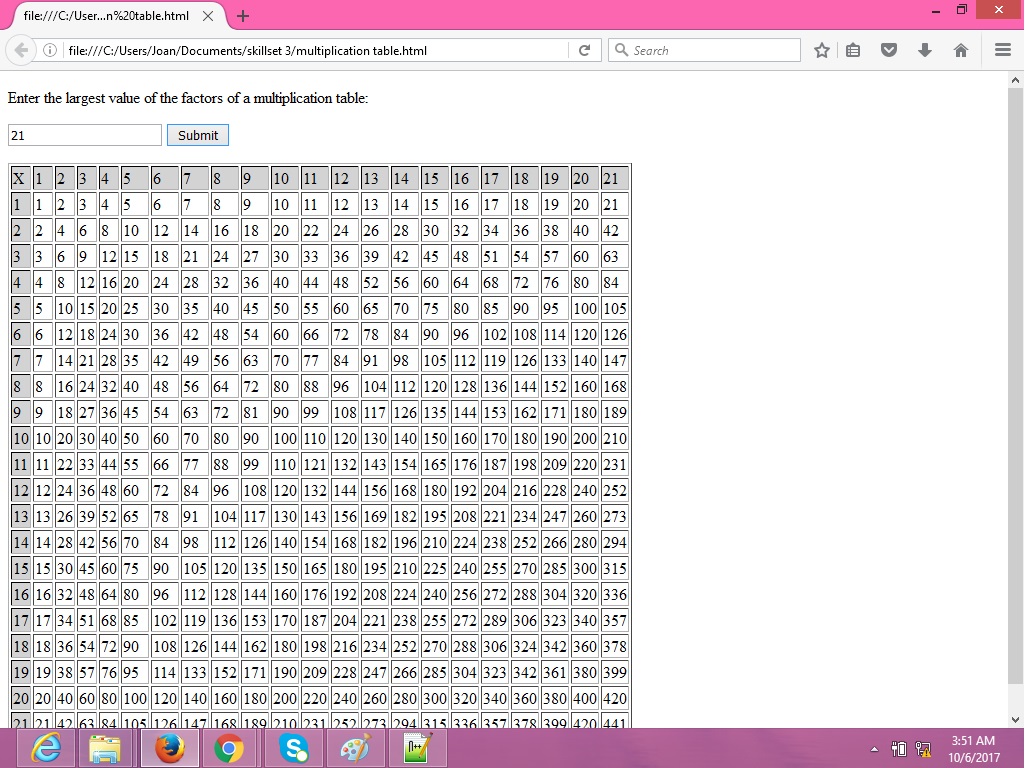 file:///C:/User...n%20table.html
file:///C:/Users/Joan/Documents/skillset 3/multiplication table.html
Search
Enter the largest value of the factors of a multiplication table:
21 Submit
X 1 2 3 4 5 6 7 8 9 10 11 12 13 14 15 16 17 18 19 20 21
1 1 2 3 4 5 6 7 8 9 10 11 12 13 14 15 16 17 18 19 20 21
2 2 4 6 8 10 12 14 16 18 20 22 24 26 28 30 32 34 36 38 40 42
3 3 6 9 12 15 18 21 24 27 30 33 36 39 42 45 48 51 54 57 60 63
4 4 8 12 16 20 24 28 32 36 40 44 48 52 56 60 64 68 72 76 80 84
5 5 10 15 20 25 30 35 40 45 50 55 60 65 70 75 80 85 90 95 100 105
6 6 12 18 24 30 36 42 48 54 60 66 72 78 84 90 96 102 108 114 120 126
7 7 14 21 28 35 42 49 56 63 70 77 84 91 98 105 112 119 126 133 140 147
8 8 16 24 32 40 48 56 64 72 80 88 96 104 112 120 128 136 144 152 160 168
9 9 18 27 36 45 54 63 72 81 90 99 108 117 126 135 144 153 162 171 180 189
10 10 20 30 40 50 60 70 80 90 100 110 120 130 140 150 160 170 180 190 200 210
11 11 22 33 44 55 66 77 88 99 110 121 132 143 154 165 176 187 198 209 220 231
12 12 24 36 48 60 72 84 96 108 120 132 144 156 168 180 192 204 216 228 240 252
13 13 26 39 52 65 78 91 104 117 130 143 156 169 182 195 208 221 234 247 260 273
14 14 28 42 56 70 84 98 112 126 140 154 168 182 196 210 224 238 252 266 280 294
15 15 30 45 60 75 90 105 120 135 150 165 180 195 210 225 240 255 270 285 300 315
16 16 32 48 64 80 96 112 128 144 160 176 192 208 224 240 256 272 288 304 320 336
17 17 34 51 68 85 102 119 136 153 170 187 204 221 238 255 272 289 306 323 340 357
18 18 36 54 72 90 108 126 144 162 180 198 216 234 252 270 288 306 324 342 360 378
19 19 38 57 76 95 114 133 152 171 190 209 228 247 266 285 304 323 342 361 380 399
20 20 40 60 80 100 120 140 160 180 200 220 240 260 280 300 320 340 360 380 400 420
21 21 42 63 84 105 126 147 168 189 210 231 252 273 294 315 336 357 378 399 420 441
3:51 AM
10/6/2017